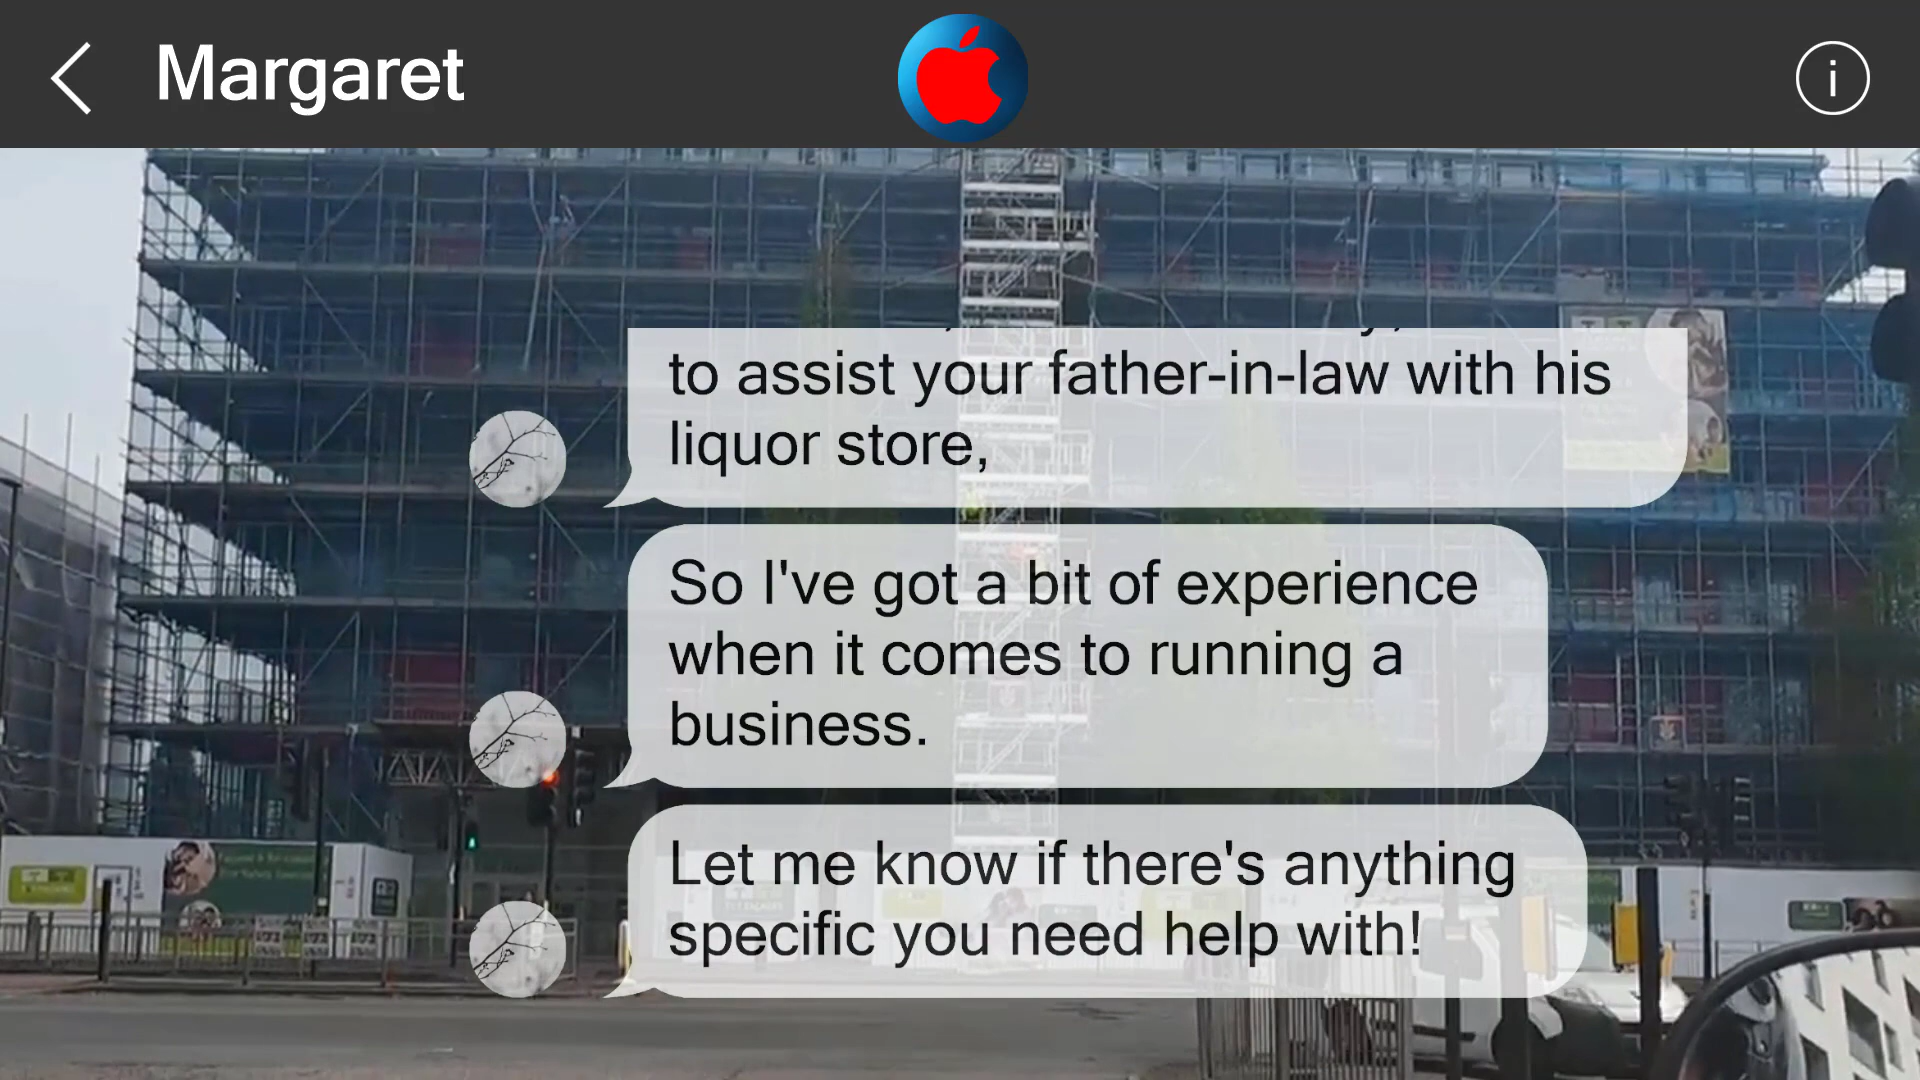 Margaret
i
to assist your father-in-law with his
liquor store,
So I've got a bit of experience
when it comes to running a
business.
Let me know if there's anything
specific you need help with!